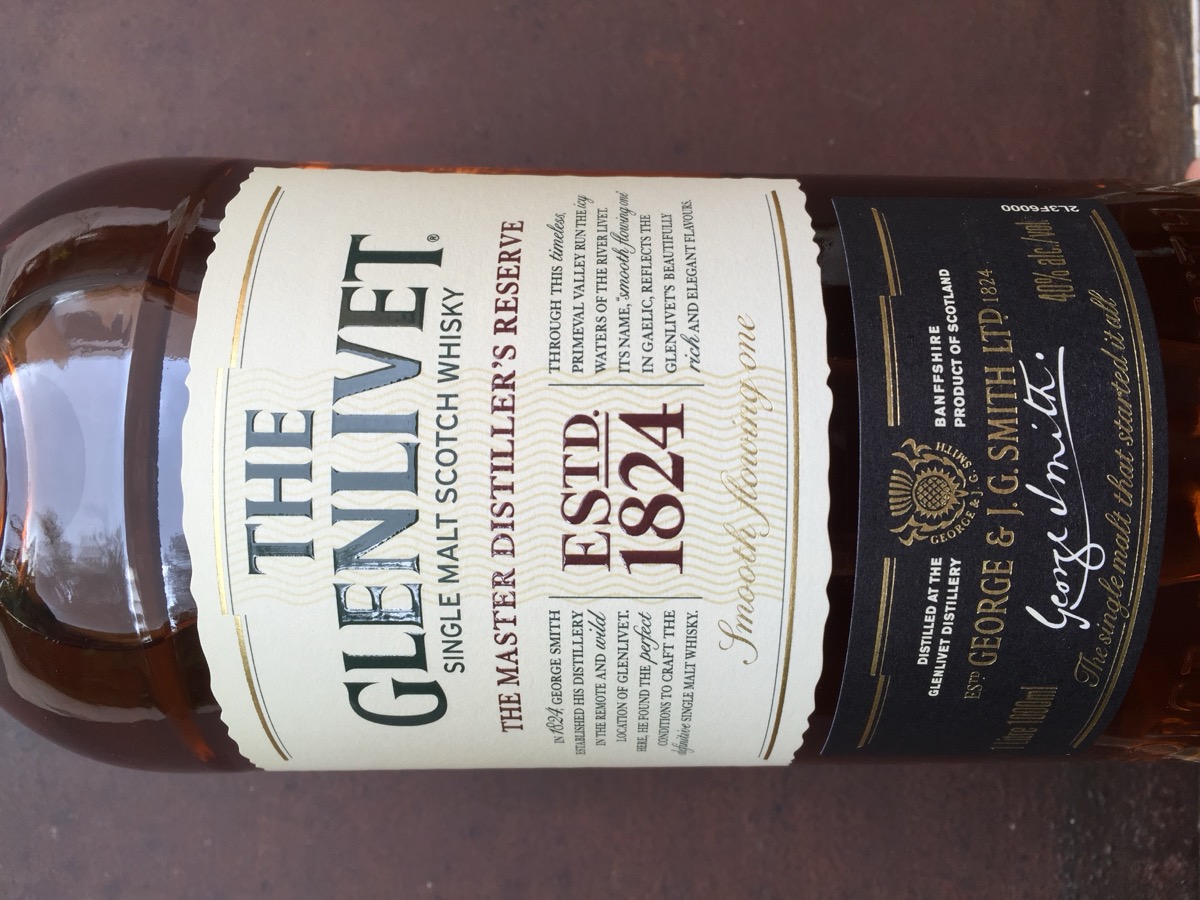 THE
GLENLIVET®
SINGLE MALT SCOTCH WHISKY
THE MASTER DISTILLER'S RESERVE
IN 1824, GEORGE SMITH
ESTABLISHED HIS DISTILLERY
IN THE REMOTE AND wild
LOCATION OF GLENLIVET.
HERE, HE FOUND THE perfect
CONDITIONS TO CRAFT THE
definitive SINGLE MALT WHISKY.
ESTD.
1824
THROUGH THIS timeless,
PRIMEVAL VALLEY RUN THE icy
WATERS OF THE RIVER LIVET.
ITS NAME, "smooth flowing one"
IN GAELIC, REFLECTS THE
GLENLIVET'S BEAUTIFULLY
rich AND ELEGANT FLAVOURS.
Smooth flowing one
DISTILLED AT THE
GLENLIVET DISTILLERY
GEORGE & J. G. SMITH
BANFFSHIRE
PRODUCT OF SCOTLAND
ESTD GEORGE & J. G. SMITH LTD 1824
1 Litre 1000ml
George Smith.
40% alc./vol.
The single malt that started it all
2L3F6000